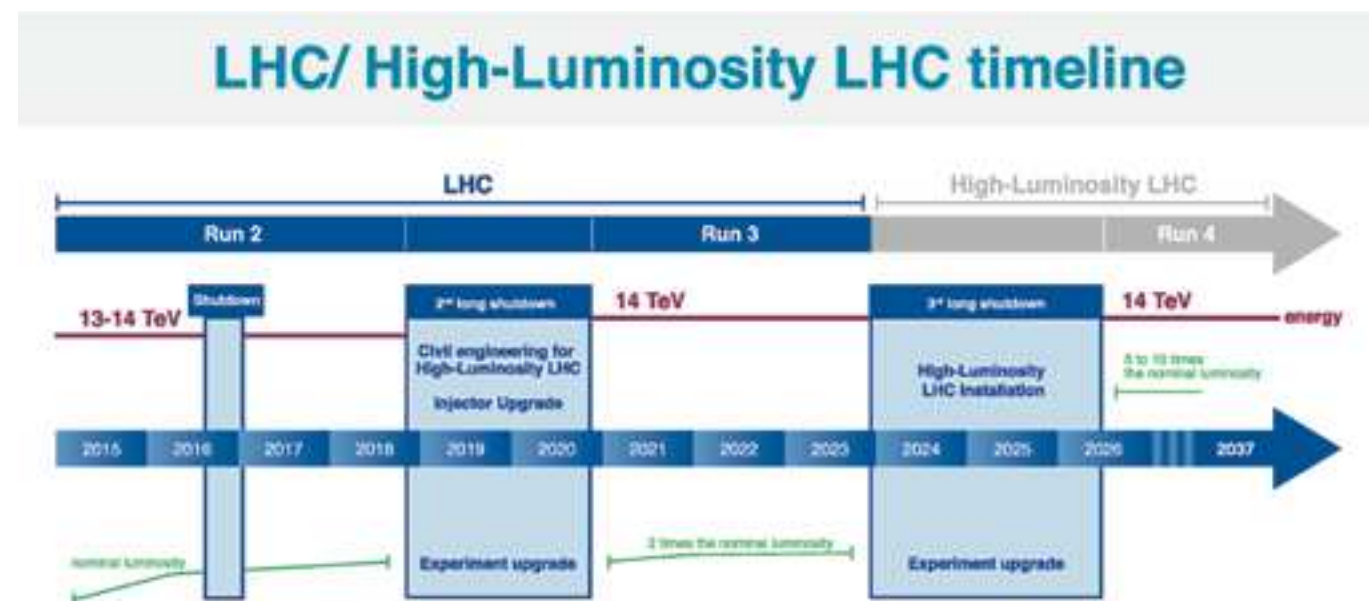 LHC/ High-Luminosity LHC timeline
LHC
High-Luminosity LHC
Run 2
Run 3
Run 4
Shutdown
2nd long shutdown
14 TeV
3rd long shutdown
14 TeV
13-14 TeV
energy
Civil engineering for
High-Luminosity LHC
Injector Upgrade
High-Luminosity
LHC Installation
5 to 10 times
the nominal luminosity
2015
2016
2017
2018
2019
2020
2021
2022
2023
2024
2025
2026
2037
nominal luminosity
Experiment upgrade
2 times the nominal luminosity
Experiment upgrade